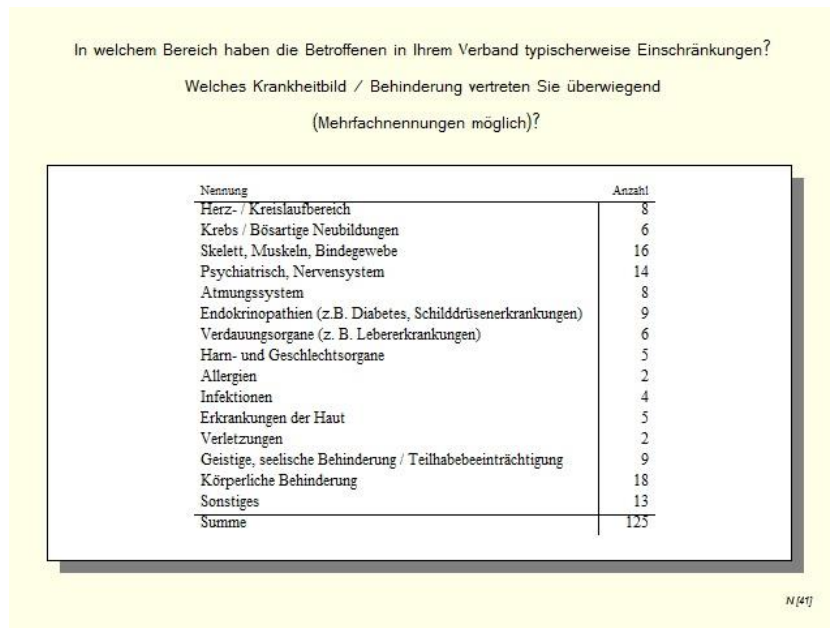 In welchem Bereich haben die Betroffenen in Ihrem Verband typischerweise Einschränkungen?
Welches Krankheitbild / Behinderung vertreten Sie überwiegend
(Mehrfachnennungen möglich)?
Nennung Anzahl
Herz- / Kreislaufbereich 8
Krebs / Bösartige Neubildungen 6
Skelett, Muskeln, Bindegewebe 16
Psychiatrisch, Nervensystem 14
Atmungssystem 8
Endokrinopathien (z.B. Diabetes, Schilddrüsenerkrankungen) 9
Verdauungsorgane (z. B. Lebererkrankungen) 6
Harn- und Geschlechtsorgane 5
Allergien 2
Infektionen 4
Erkrankungen der Haut 5
Verletzungen 2
Geistige, seelische Behinderung / Teilhabebeeinträchtigung 9
Körperliche Behinderung 18
Sonstiges 13
Summe 125
N [41]